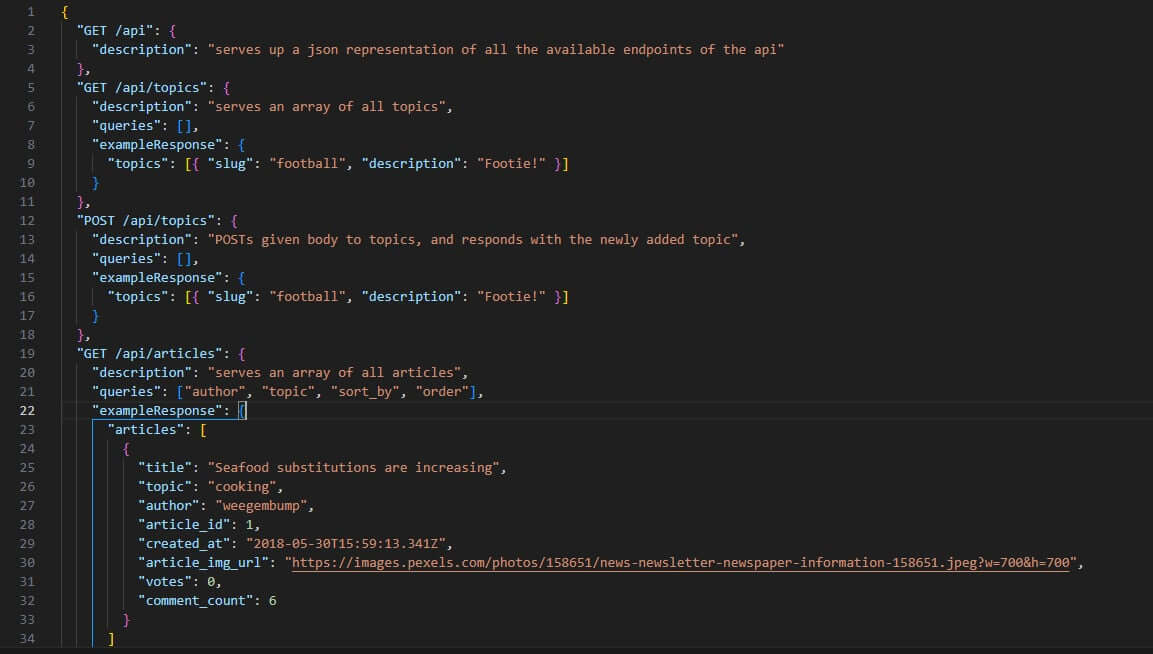 1 {
2 "GET /api": {
3 "description": "serves up a json representation of all the available endpoints of the api"
4 },
5 "GET /api/topics": {
6 "description": "serves an array of all topics",
7 "queries": [],
8 "exampleResponse": {
9 "topics": [{ "slug": "football", "description": "Footie!" }]
10 }
11 },
12 "POST /api/topics": {
13 "description": "POSTs given body to topics, and responds with the newly added topic",
14 "queries": [],
15 "exampleResponse": {
16 "topics": [{ "slug": "football", "description": "Footie!" }]
17 }
18 },
19 "GET /api/articles": {
20 "description": "serves an array of all articles",
21 "queries": ["author", "topic", "sort_by", "order"],
22 "exampleResponse": {
23 "articles": [
24 {
25 "title": "Seafood substitutions are increasing",
26 "topic": "cooking",
27 "author": "weegembump",
28 "article_id": 1,
29 "created_at": "2018-05-30T15:59:13.341Z",
30 "article_img_url": "https://images.pexels.com/photos/158651/news-newsletter-newspaper-information-158651.jpeg?w=700&h=700",
31 "votes": 0,
32 "comment_count": 6
33 }
34 ]